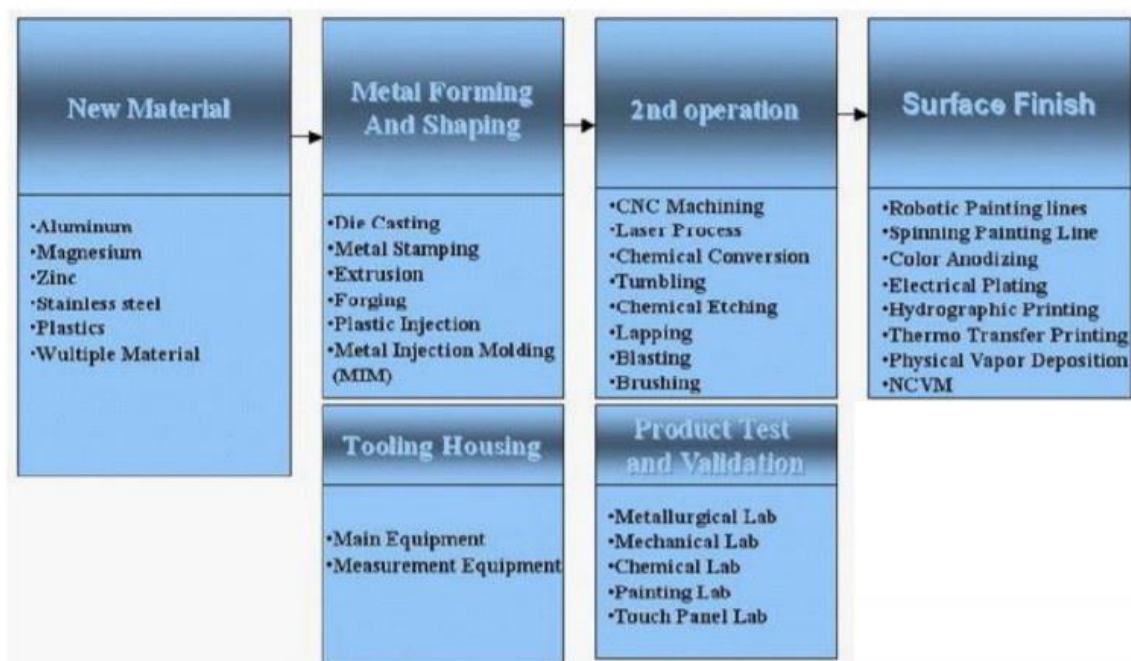 New Material
•Aluminum
•Magnesium
•Zinc
•Stainless steel
•Plastics
•Wultiple Material
Metal Forming
And Shaping
•Die Casting
•Metal Stamping
•Extrusion
•Forging
•Plastic Injection
•Metal Injection Molding
(MIM)
2nd operation
•CNC Machining
•Laser Process
•Chemical Conversion
•Tumbling
•Chemical Etching
•Lapping
•Blasting
•Brushing
Surface Finish
•Robotic Painting lines
•Spinning Painting Line
•Color Anodizing
•Electrical Plating
•Hydrographic Printing
•Thermo Transfer Printing
•Physical Vapor Deposition
•NCVM
Tooling Housing
•Main Equipment
•Measurement Equipment
Product Test
and Validation
•Metallurgical Lab
•Mechanical Lab
•Chemical Lab
•Painting Lab
•Touch Panel Lab